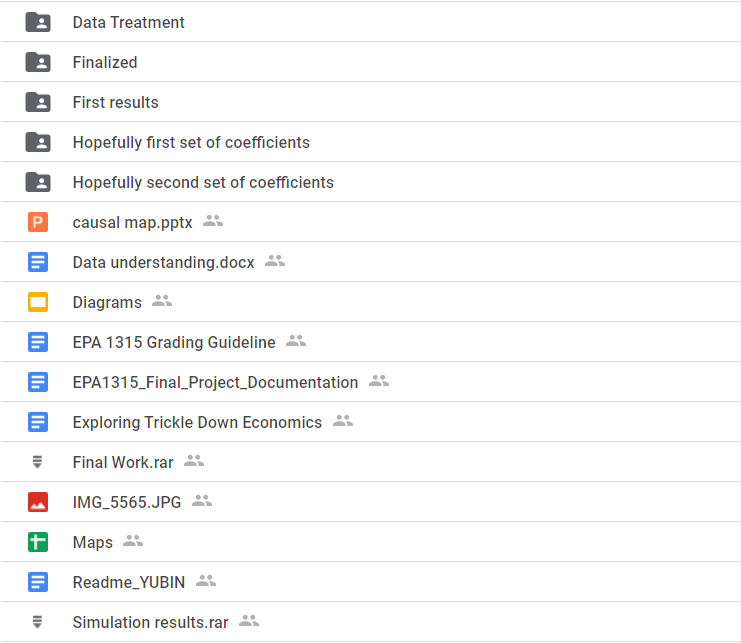 Data Treatment
Finalized
First results
Hopefully first set of coefficients
Hopefully second set of coefficients
P causal map.pptx
Data understanding.docx
Diagrams
EPA 1315 Grading Guideline
EPA1315_Final_Project_Documentation
Exploring Trickle Down Economics
Final Work.rar
IMG_5565.JPG
Maps
Readme_YUBIN
Simulation results.rar